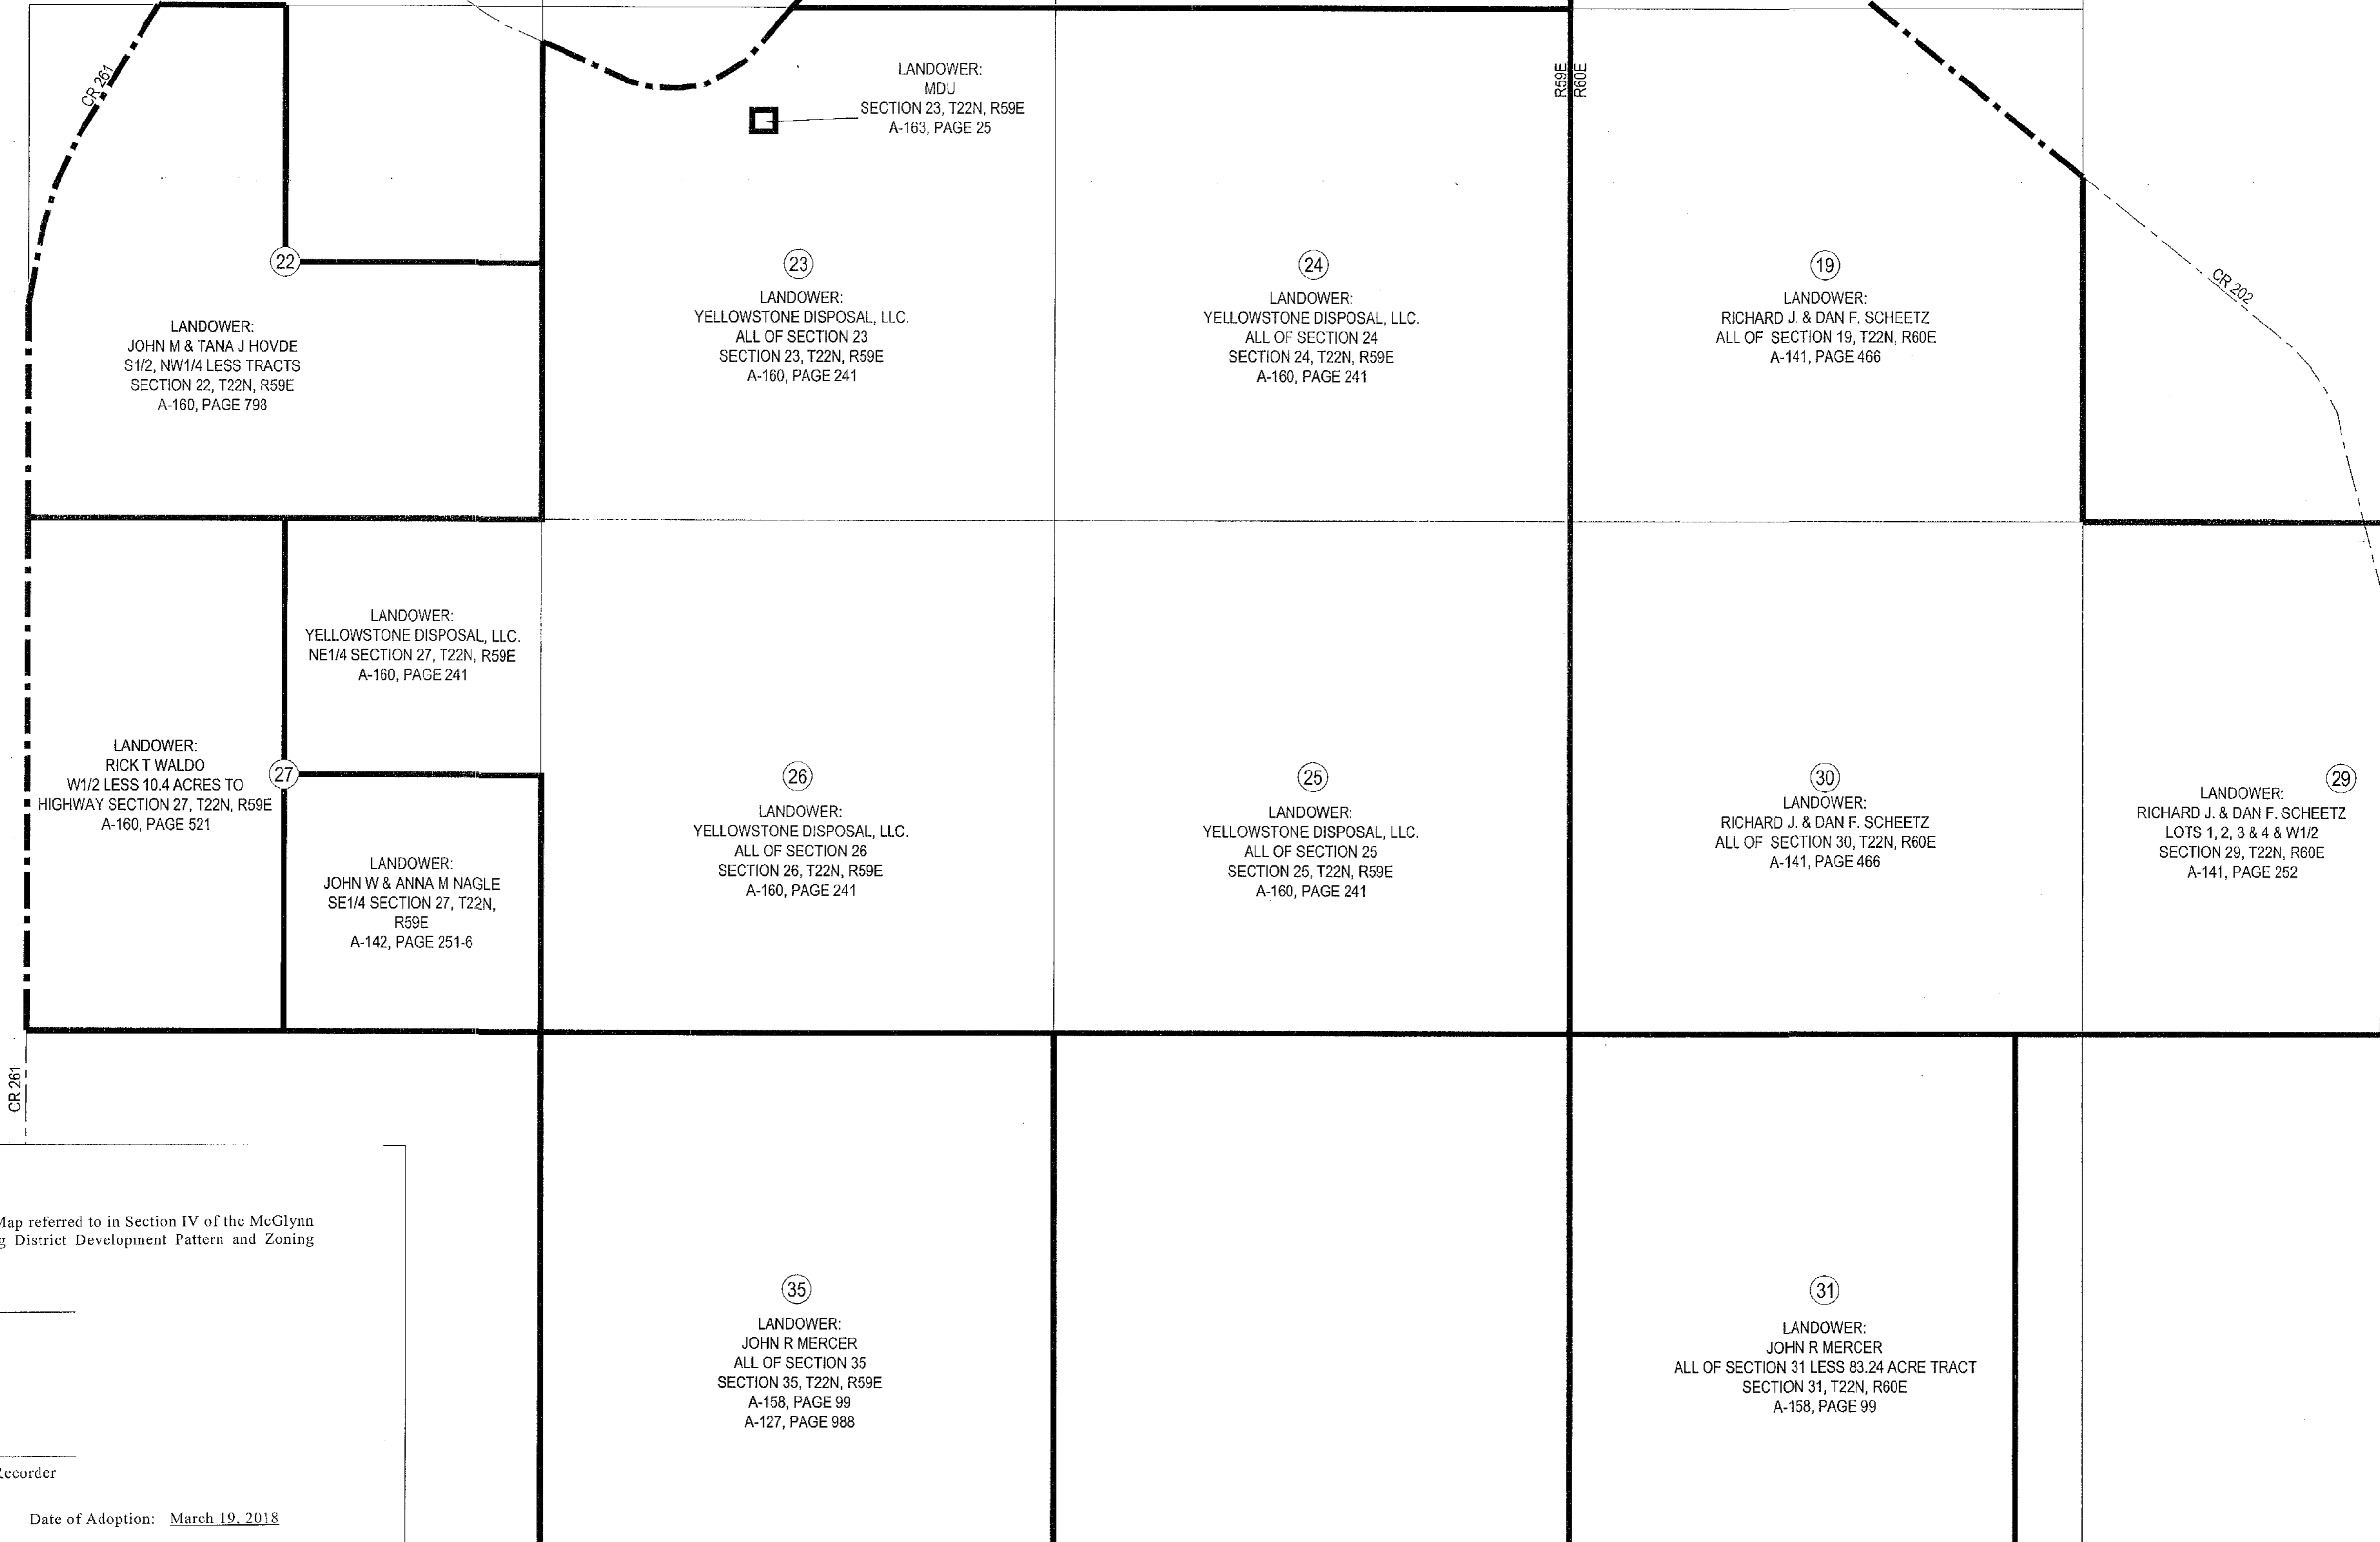 CR 261
LANDOWER:
MDU
SECTION 23, T22N, R59E
A-163, PAGE 25
R59E
R60E
22
LANDOWER:
JOHN M & TANA J HOVDE
S1/2, NW1/4 LESS TRACTS
SECTION 22, T22N, R59E
A-160, PAGE 798
23
LANDOWER:
YELLOWSTONE DISPOSAL, LLC.
ALL OF SECTION 23
SECTION 23, T22N, R59E
A-160, PAGE 241
24
LANDOWER:
YELLOWSTONE DISPOSAL, LLC.
ALL OF SECTION 24
SECTION 24, T22N, R59E
A-160, PAGE 241
19
LANDOWER:
RICHARD J. & DAN F. SCHEETZ
ALL OF SECTION 19, T22N, R60E
A-141, PAGE 466
CR 202
LANDOWER:
YELLOWSTONE DISPOSAL, LLC.
NE1/4 SECTION 27, T22N, R59E
A-160, PAGE 241
LANDOWER:
RICK T WALDO
W1/2 LESS 10.4 ACRES TO
HIGHWAY SECTION 27, T22N, R59E
A-160, PAGE 521
27
LANDOWER:
JOHN W & ANNA M NAGLE
SE1/4 SECTION 27, T22N,
R59E
A-142, PAGE 251-6
26
LANDOWER:
YELLOWSTONE DISPOSAL, LLC.
ALL OF SECTION 26
SECTION 26, T22N, R59E
A-160, PAGE 241
25
LANDOWER:
YELLOWSTONE DISPOSAL, LLC.
ALL OF SECTION 25
SECTION 25, T22N, R59E
A-160, PAGE 241
30
LANDOWER:
RICHARD J. & DAN F. SCHEETZ
ALL OF SECTION 30, T22N, R60E
A-141, PAGE 466
29
LANDOWER:
RICHARD J. & DAN F. SCHEETZ
LOTS 1, 2, 3 & 4 & W1/2
SECTION 29, T22N, R60E
A-141, PAGE 252
CR 261
Map referred to in Section IV of the McGlynn
g District Development Pattern and Zoning
Recorder
Date of Adoption: March 19, 2018
35
LANDOWER:
JOHN R MERCER
ALL OF SECTION 35
SECTION 35, T22N, R59E
A-158, PAGE 99
A-127, PAGE 988
31
LANDOWER:
JOHN R MERCER
ALL OF SECTION 31 LESS 83.24 ACRE TRACT
SECTION 31, T22N, R60E
A-158, PAGE 99